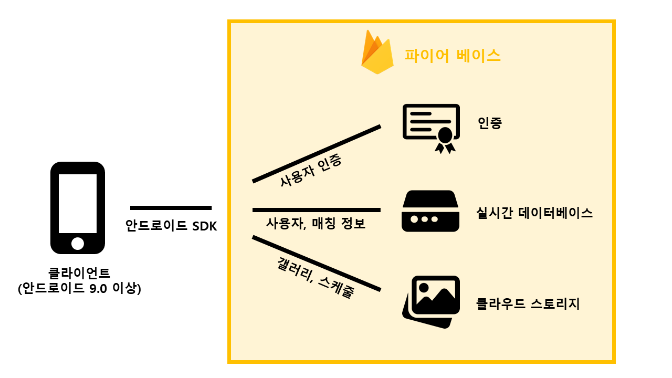 파이어 베이스
인증
사용자 인증
안드로이드 SDK
사용자, 매칭 정보
실시간 데이터베이스
갤러리, 스케줄
클라우드 스토리지
클라이언트
(안드로이드 9.0 이상)